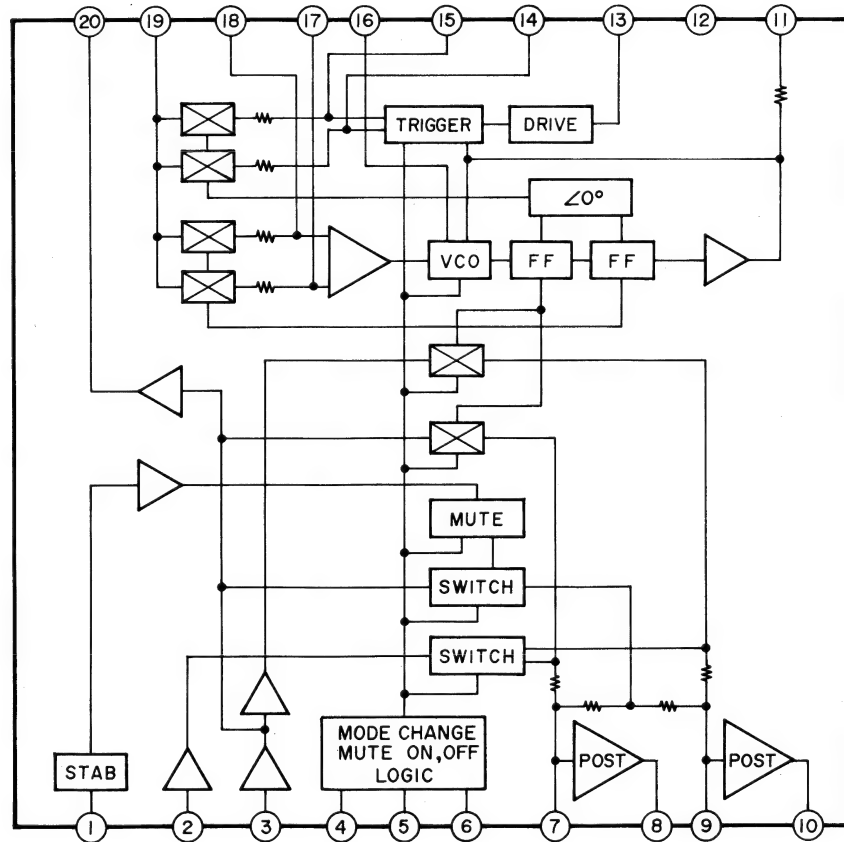 20 19 18 17 16 15 14 13 12 11
TRIGGER DRIVE
∠0°
VCO FF FF
MUTE
SWITCH
SWITCH
MODE CHANGE
MUTE ON, OFF
LOGIC
STAB
POST POST
1 2 3 4 5 6 7 8 9 10